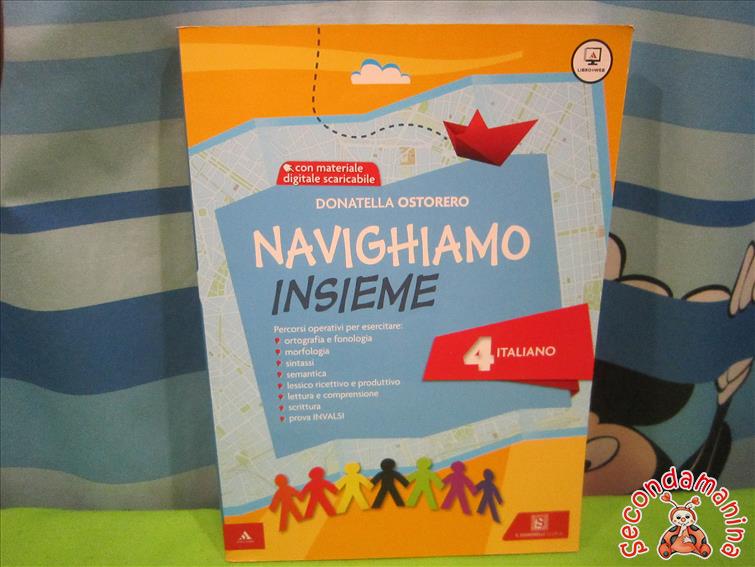 LIBRO+WEB
con materiale
digitale scaricabile
DONATELLA OSTORERO
NAVIGHIAMO
INSIEME
Percorsi operativi per esercitare:
ortografia e fonologia
morfologia
sintassi
semantica
lessico ricettivo e produttivo
lettura e comprensione
scrittura
prova INVALSI
4 ITALIANO
secondamanina